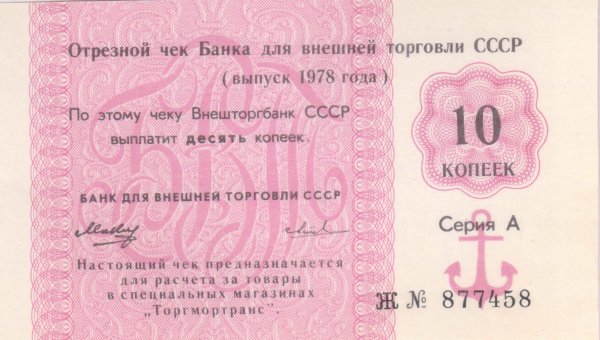 Отрезной чек Банка для внешней торговли СССР
(выпуск 1978 года)
По этому чеку Внешторгбанк СССР
выплатит десять копеек.
10
КОПЕЕК
БАНК ДЛЯ ВНЕШНЕЙ ТОРГОВЛИ СССР
Серия А
Настоящий чек предназначается
для расчета за товары
в специальных магазинах
„Торгмортранс".
Ж № 877458